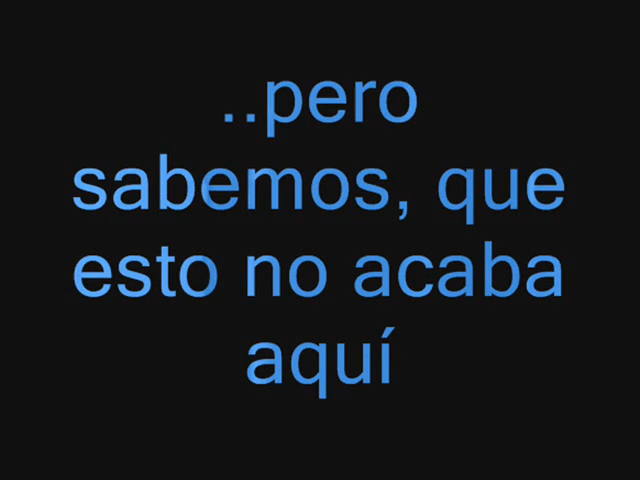 ..pero
sabemos, que
esto no acaba
aquí